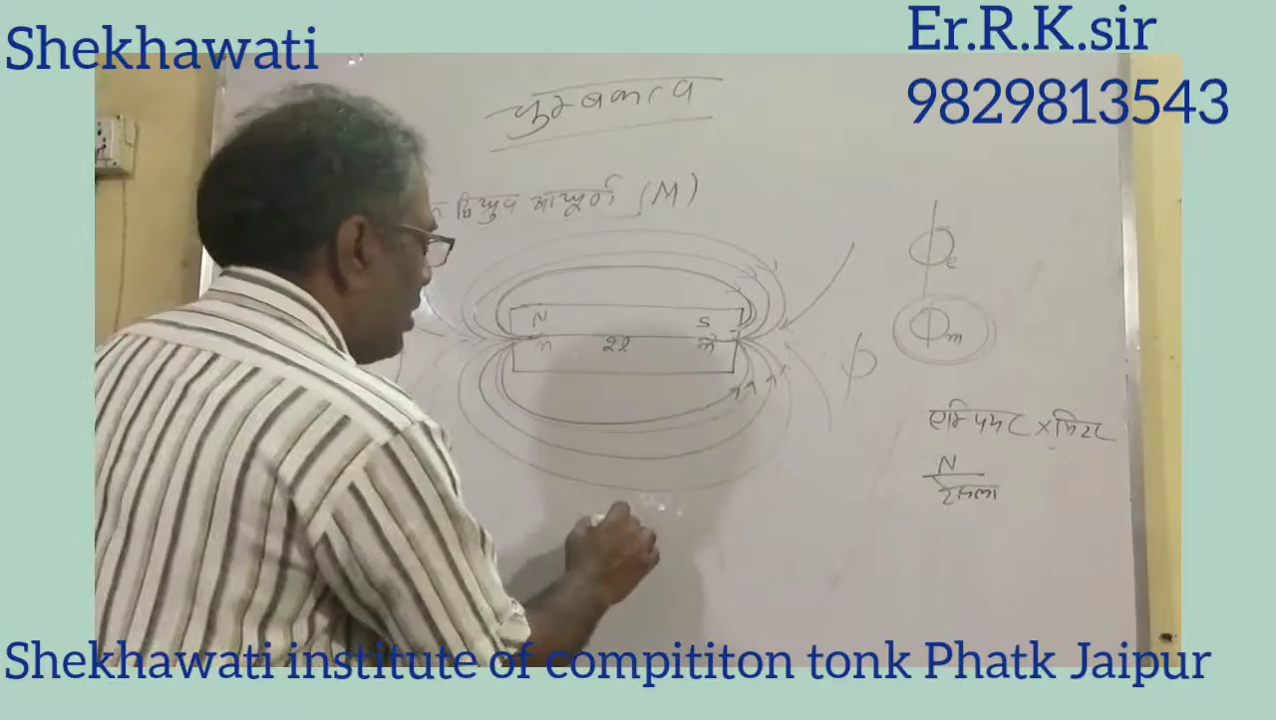 Shekhawati
Er.R.K.sir
9829813543
चुम्बकत्व
द्विध्रुव आघूर्ण (M)
N S
m 2l m
Φe
Φm
φ
एम्पियर × मिटर
N
टेसला
Shekhawati institute of compititon tonk Phatk Jaipur